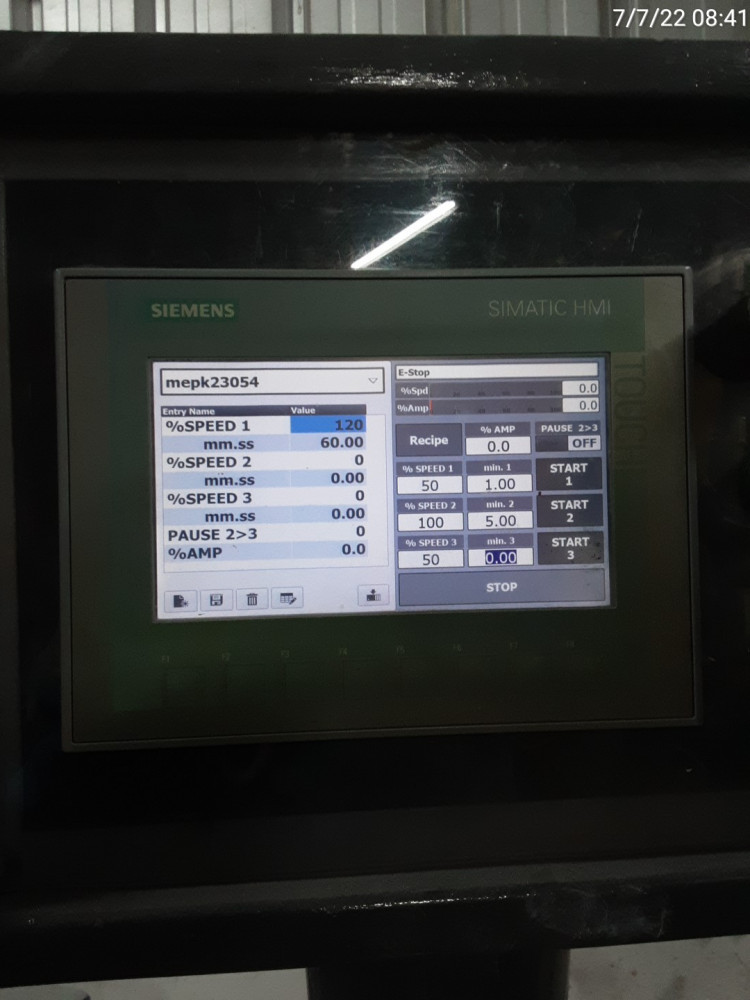 7/7/22 08:41
SIEMENS
SIMATIC HMI
TOUCH
mepk23054
Entry Name Value
%SPEED 1 120
mm.ss 60.00
%SPEED 2 0
mm.ss 0.00
%SPEED 3 0
mm.ss 0.00
PAUSE 2>3 0
%AMP 0.0
E-Stop
%Spd 0.0
%Amp 0.0
Recipe
% AMP
0.0
PAUSE 2>3
OFF
% SPEED 1
50
min. 1
1.00
START
1
% SPEED 2
100
min. 2
5.00
START
2
% SPEED 3
50
min. 3
0.00
START
3
STOP